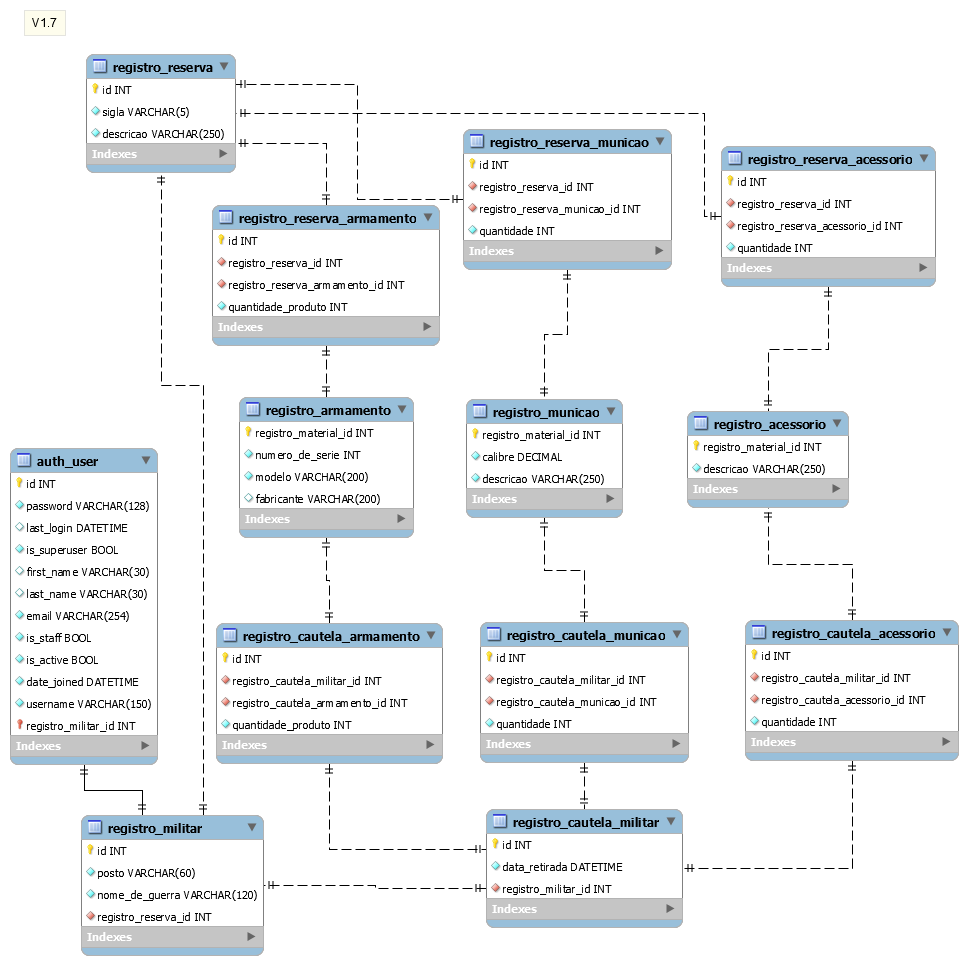 V1.7
registro_reserva
id INT
sigla VARCHAR(5)
descricao VARCHAR(250)
Indexes
registro_reserva_municao
id INT
registro_reserva_id INT
registro_reserva_municao_id INT
quantidade INT
Indexes
registro_reserva_acessorio
id INT
registro_reserva_id INT
registro_reserva_acessorio_id INT
quantidade INT
Indexes
registro_reserva_armamento
id INT
registro_reserva_id INT
registro_reserva_armamento_id INT
quantidade_produto INT
Indexes
registro_armamento
registro_material_id INT
numero_de_serie INT
modelo VARCHAR(200)
fabricante VARCHAR(200)
Indexes
registro_municao
registro_material_id INT
calibre DECIMAL
descricao VARCHAR(250)
Indexes
registro_acessorio
registro_material_id INT
descricao VARCHAR(250)
Indexes
auth_user
id INT
password VARCHAR(128)
last_login DATETIME
is_superuser BOOL
first_name VARCHAR(30)
last_name VARCHAR(30)
email VARCHAR(254)
is_staff BOOL
is_active BOOL
date_joined DATETIME
username VARCHAR(150)
registro_militar_id INT
Indexes
registro_cautela_armamento
id INT
registro_cautela_militar_id INT
registro_cautela_armamento_id INT
quantidade_produto INT
Indexes
registro_cautela_municao
id INT
registro_cautela_militar_id INT
registro_cautela_municao_id INT
quantidade INT
Indexes
registro_cautela_acessorio
id INT
registro_cautela_militar_id INT
registro_cautela_acessorio_id INT
quantidade INT
Indexes
registro_militar
id INT
posto VARCHAR(60)
nome_de_guerra VARCHAR(120)
registro_reserva_id INT
Indexes
registro_cautela_militar
id INT
data_retirada DATETIME
registro_militar_id INT
Indexes